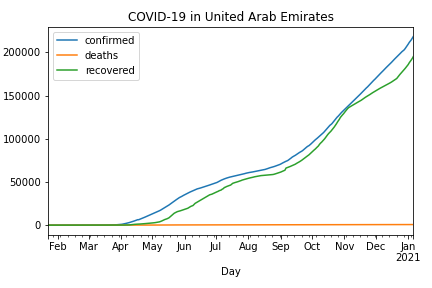 COVID-19 in United Arab Emirates
confirmed
deaths
recovered
200000
150000
100000
50000
0
Feb Mar Apr May Jun Jul Aug Sep Oct Nov Dec Jan
2021
Day